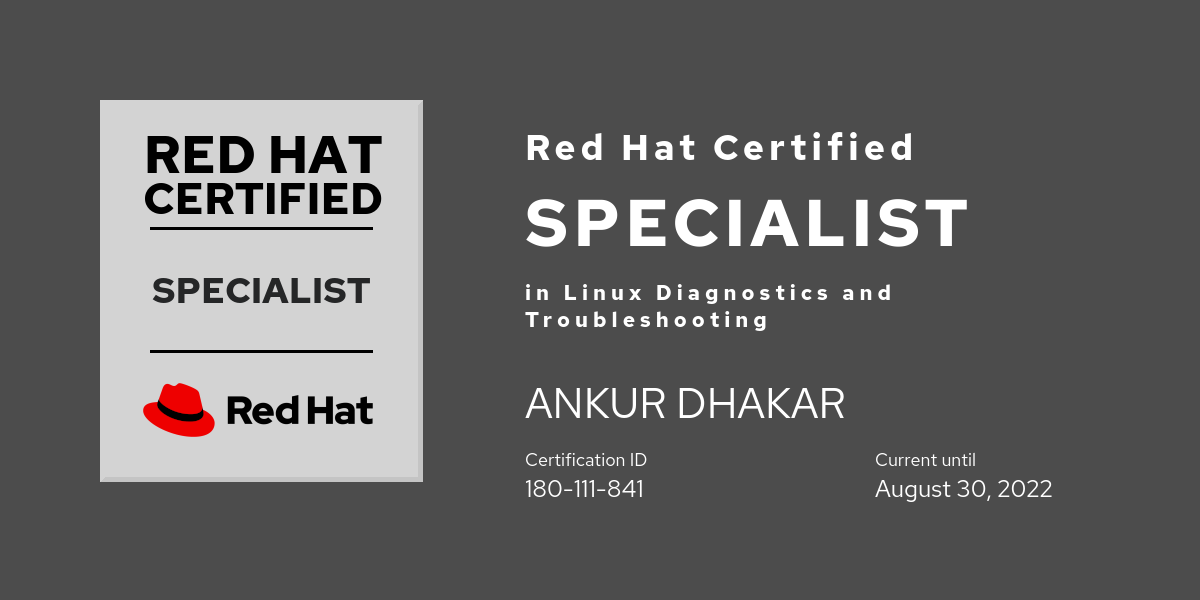 RED HAT
CERTIFIED
SPECIALIST
Red Hat
Red Hat Certified
SPECIALIST
in Linux Diagnostics and
Troubleshooting
ANKUR DHAKAR
Certification ID
180-111-841
Current until
August 30, 2022